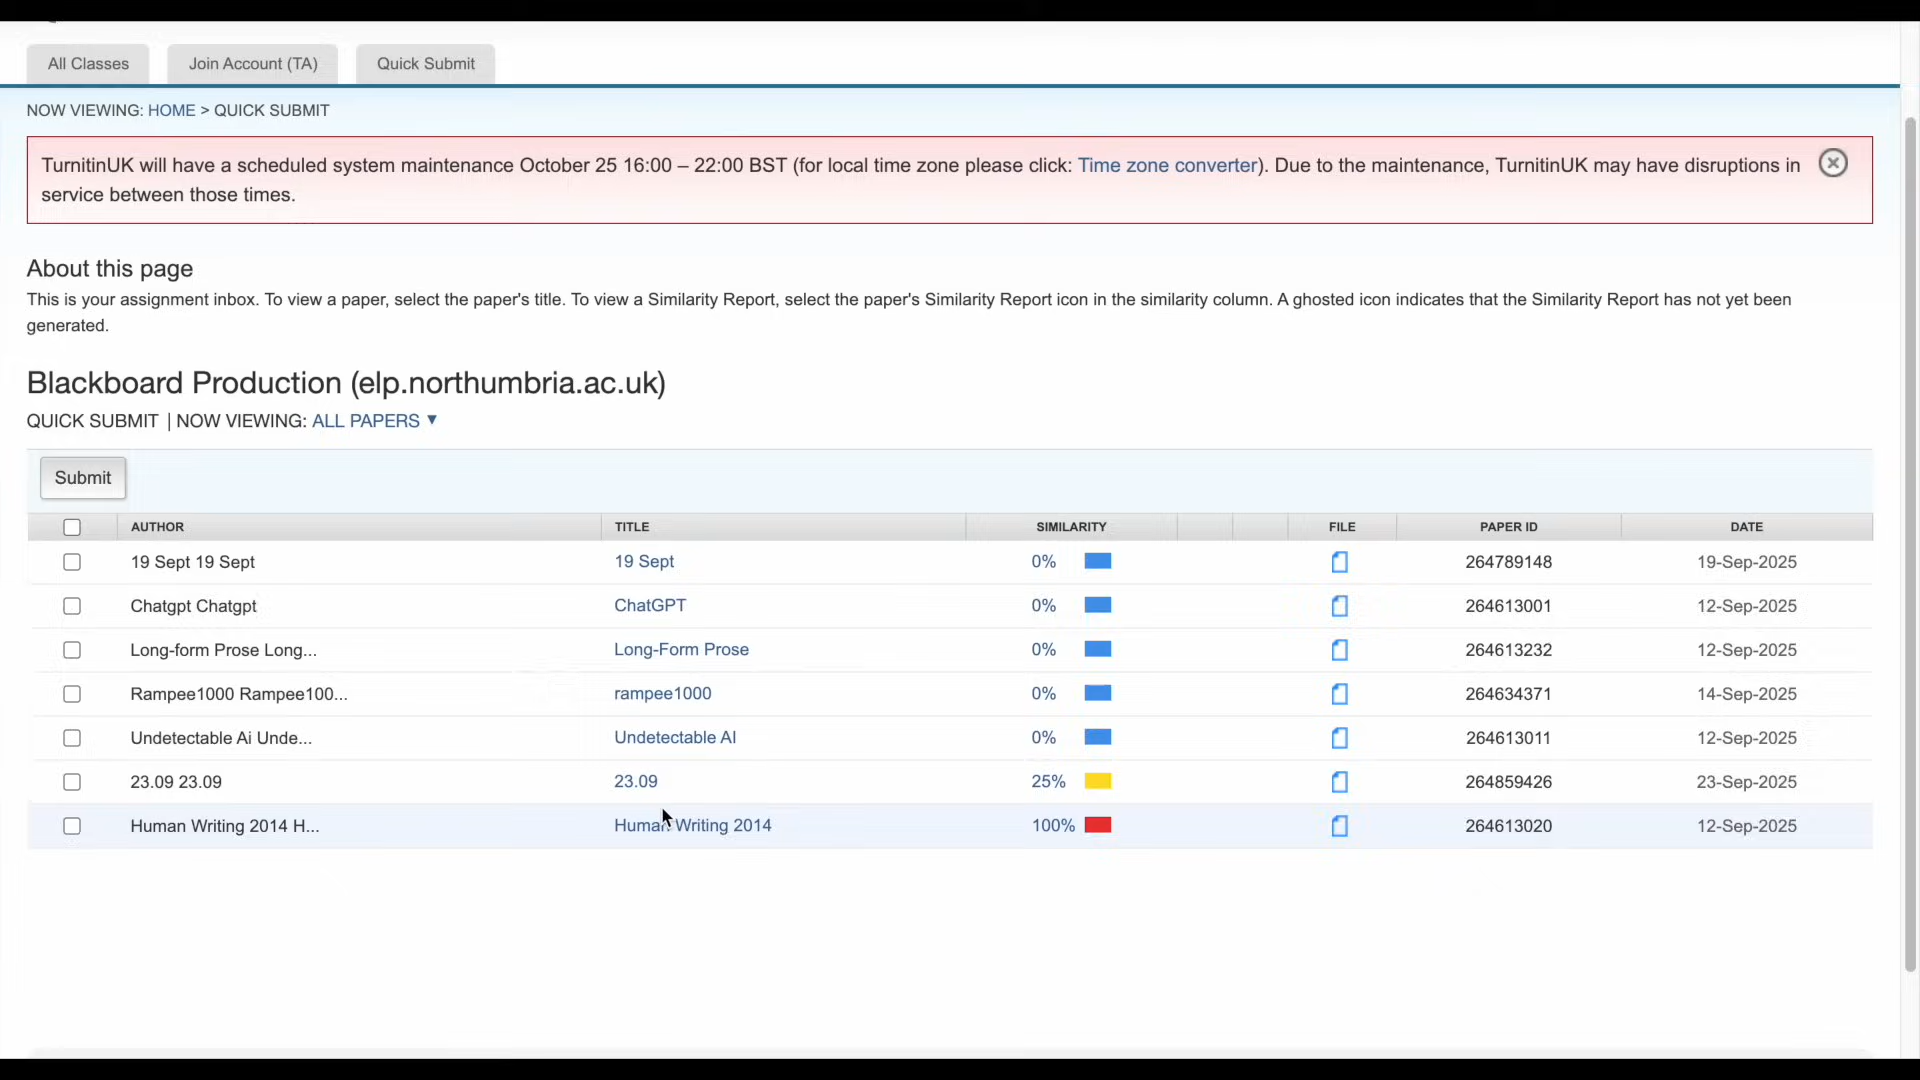 All Classes
Join Account (TA)
Quick Submit
NOW VIEWING: HOME > QUICK SUBMIT
TurnitinUK will have a scheduled system maintenance October 25 16:00 – 22:00 BST (for local time zone please click: Time zone converter). Due to the maintenance, TurnitinUK may have disruptions in
service between those times.
About this page
This is your assignment inbox. To view a paper, select the paper's title. To view a Similarity Report, select the paper's Similarity Report icon in the similarity column. A ghosted icon indicates that the Similarity Report has not yet been
generated.
Blackboard Production (elp.northumbria.ac.uk)
QUICK SUBMIT | NOW VIEWING: ALL PAPERS ▼
Submit
AUTHOR TITLE SIMILARITY FILE PAPER ID DATE
19 Sept 19 Sept 19 Sept 0% 264789148 19-Sep-2025
Chatgpt Chatgpt ChatGPT 0% 264613001 12-Sep-2025
Long-form Prose Long... Long-Form Prose 0% 264613232 12-Sep-2025
Rampee1000 Rampee100... rampee1000 0% 264634371 14-Sep-2025
Undetectable Ai Unde... Undetectable AI 0% 264613011 12-Sep-2025
23.09 23.09 23.09 25% 264859426 23-Sep-2025
Human Writing 2014 H... Human Writing 2014 100% 264613020 12-Sep-2025